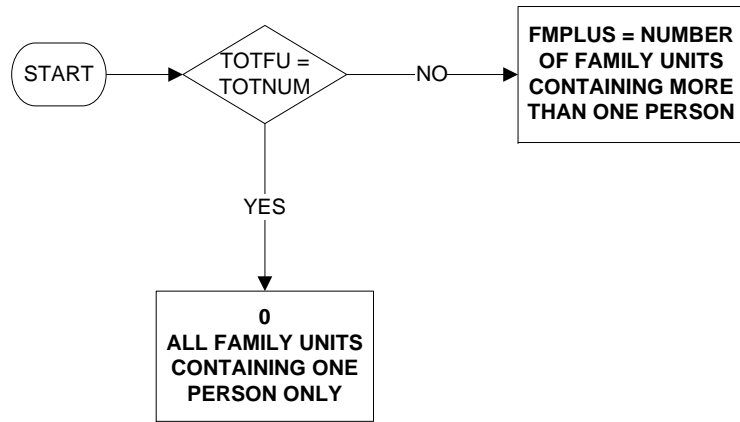 START
TOTFU =
TOTNUM
NO
FMPLUS = NUMBER
OF FAMILY UNITS
CONTAINING MORE
THAN ONE PERSON
YES
0
ALL FAMILY UNITS
CONTAINING ONE
PERSON ONLY